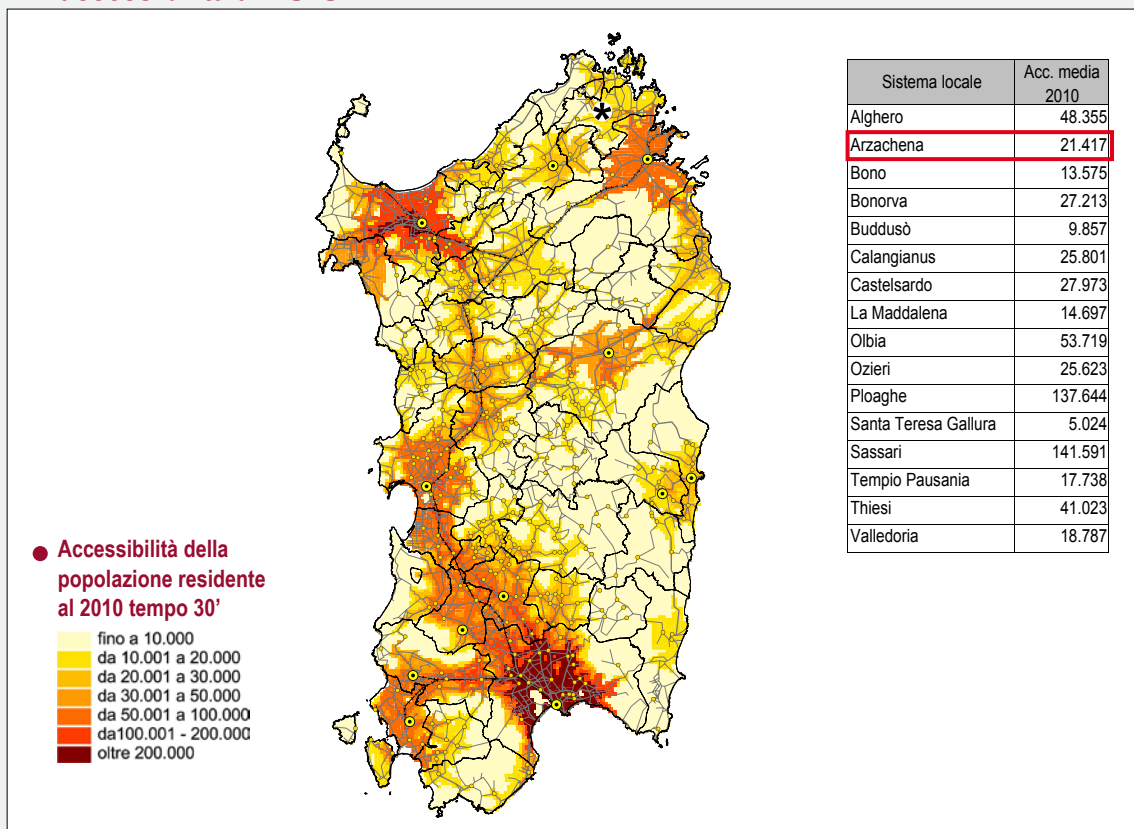 Sistema locale Acc. media 2010
Alghero 48.355
Arzachena 21.417
Bono 13.575
Bonorva 27.213
Buddusò 9.857
Calangianus 25.801
Castelsardo 27.973
La Maddalena 14.697
Olbia 53.719
Ozieri 25.623
Ploaghe 137.644
Santa Teresa Gallura 5.024
Sassari 141.591
Tempio Pausania 17.738
Thiesi 41.023
Valledoria 18.787
*
● Accessibilità della
popolazione residente
al 2010 tempo 30’
fino a 10.000
da 10.001 a 20.000
da 20.001 a 30.000
da 30.001 a 50.000
da 50.001 a 100.000
da100.001 - 200.000
oltre 200.000